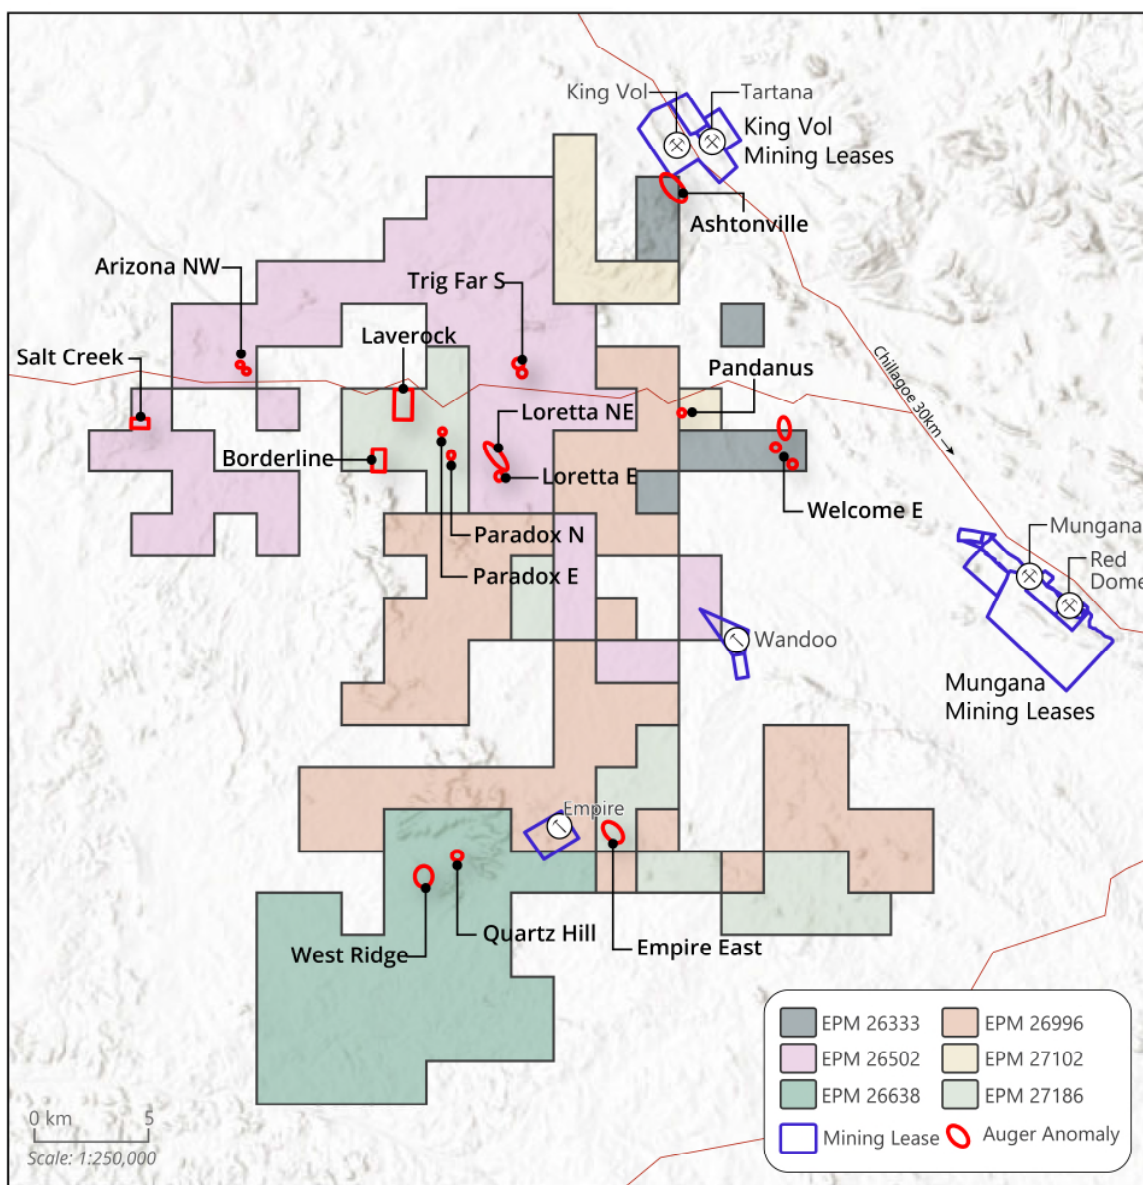 King Vol
Tartana
King Vol
Mining Leases
Ashtonville
Arizona NW
Trig Far S
Laverock
Salt Creek
Pandanus
Chillagoe 30km
Loretta NE
Borderline
Loretta E
Welcome E
Paradox N
Mungana
Paradox E
Red
Dome
Wandoo
Mungana
Mining Leases
Empire
Quartz Hill
West Ridge
Empire East
EPM 26333
EPM 26996
EPM 26502
EPM 27102
EPM 26638
EPM 27186
Mining Lease
Auger Anomaly
0 km 5
Scale: 1:250,000